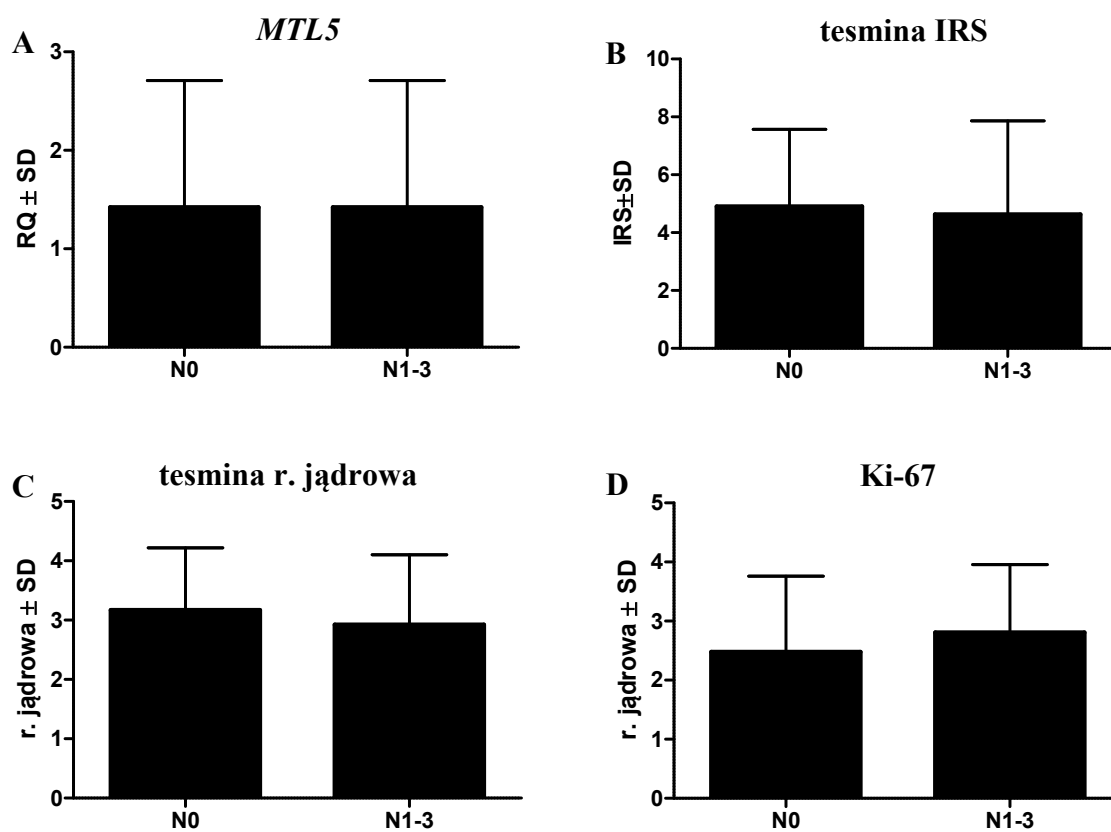 A
MTL5
RQ ± SD
3
2
1
0
N0 N1-3
B
tesmina IRS
IRS±SD
10
8
6
4
2
0
N0 N1-3
C
tesmina r. jądrowa
r. jądrowa ± SD
5
4
3
2
1
0
N0 N1-3
D
Ki-67
r. jądrowa ± SD
5
4
3
2
1
0
N0 N1-3